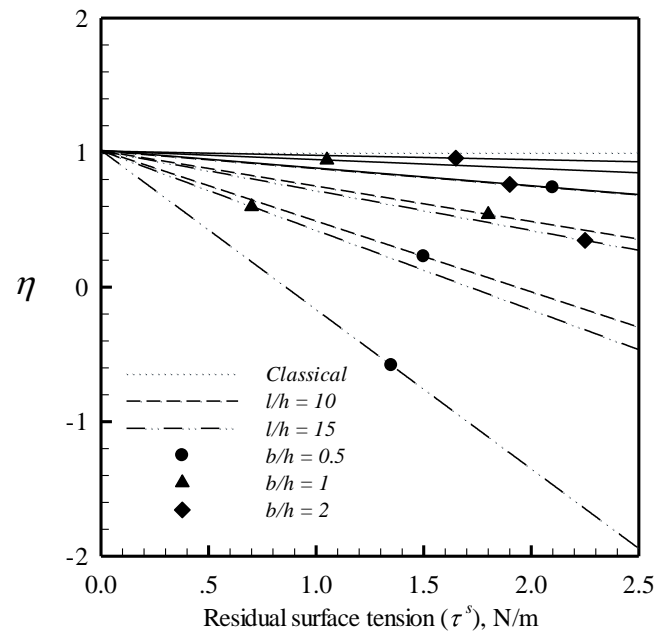 2
1
η
0
Classical
l/h = 10
l/h = 15
b/h = 0.5
b/h = 1
b/h = 2
-1
-2
0.0 .5 1.0 1.5 2.0 2.5
Residual surface tension (τˢ), N/m